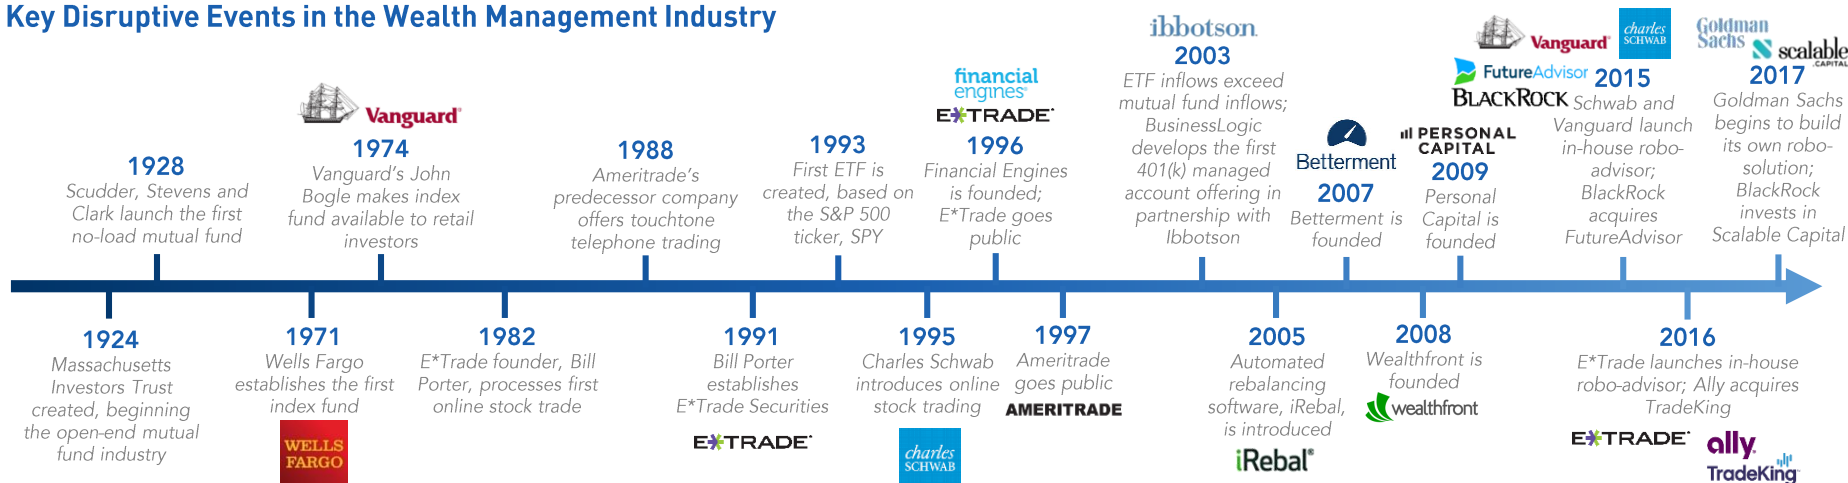 Key Disruptive Events in the Wealth Management Industry
1924
Massachusetts
Investors Trust
created, beginning
the open-end mutual
fund industry
1928
Scudder, Stevens and
Clark launch the first
no-load mutual fund
1971
Wells Fargo
establishes the first
index fund
WELLS
FARGO
Vanguard®
1974
Vanguard's John
Bogle makes index
fund available to retail
investors
1982
E*Trade founder, Bill
Porter, processes first
online stock trade
1988
Ameritrade's
predecessor company
offers touchtone
telephone trading
1991
Bill Porter
establishes
E*Trade Securities
E*TRADE
1993
First ETF is
created, based on
the S&P 500
ticker, SPY
1995
Charles Schwab
introduces online
stock trading
charles
SCHWAB
financial
engines®
E*TRADE
1996
Financial Engines
is founded;
E*Trade goes
public
1997
Ameritrade
goes public
AMERITRADE
ibbotson
2003
ETF inflows exceed
mutual fund inflows;
BusinessLogic
develops the first
401(k) managed
account offering in
partnership with
Ibbotson
2005
Automated
rebalancing
software, iRebal,
is introduced
iRebal®
Betterment
2007
Betterment is
founded
2008
Wealthfront is
founded
wealthfront
PERSONAL
CAPITAL
2009
Personal
Capital is
founded
Vanguard®
charles
SCHWAB
FutureAdvisor
BLACKROCK
2015
Schwab and
Vanguard launch
in-house robo-
advisor;
BlackRock
acquires
FutureAdvisor
2016
E*Trade launches in-house
robo-advisor; Ally acquires
TradeKing
E*TRADE
ally
TradeKing
Goldman
Sachs
scalable
.CAPITAL
2017
Goldman Sachs
begins to build
its own robo-
solution;
BlackRock
invests in
Scalable Capital